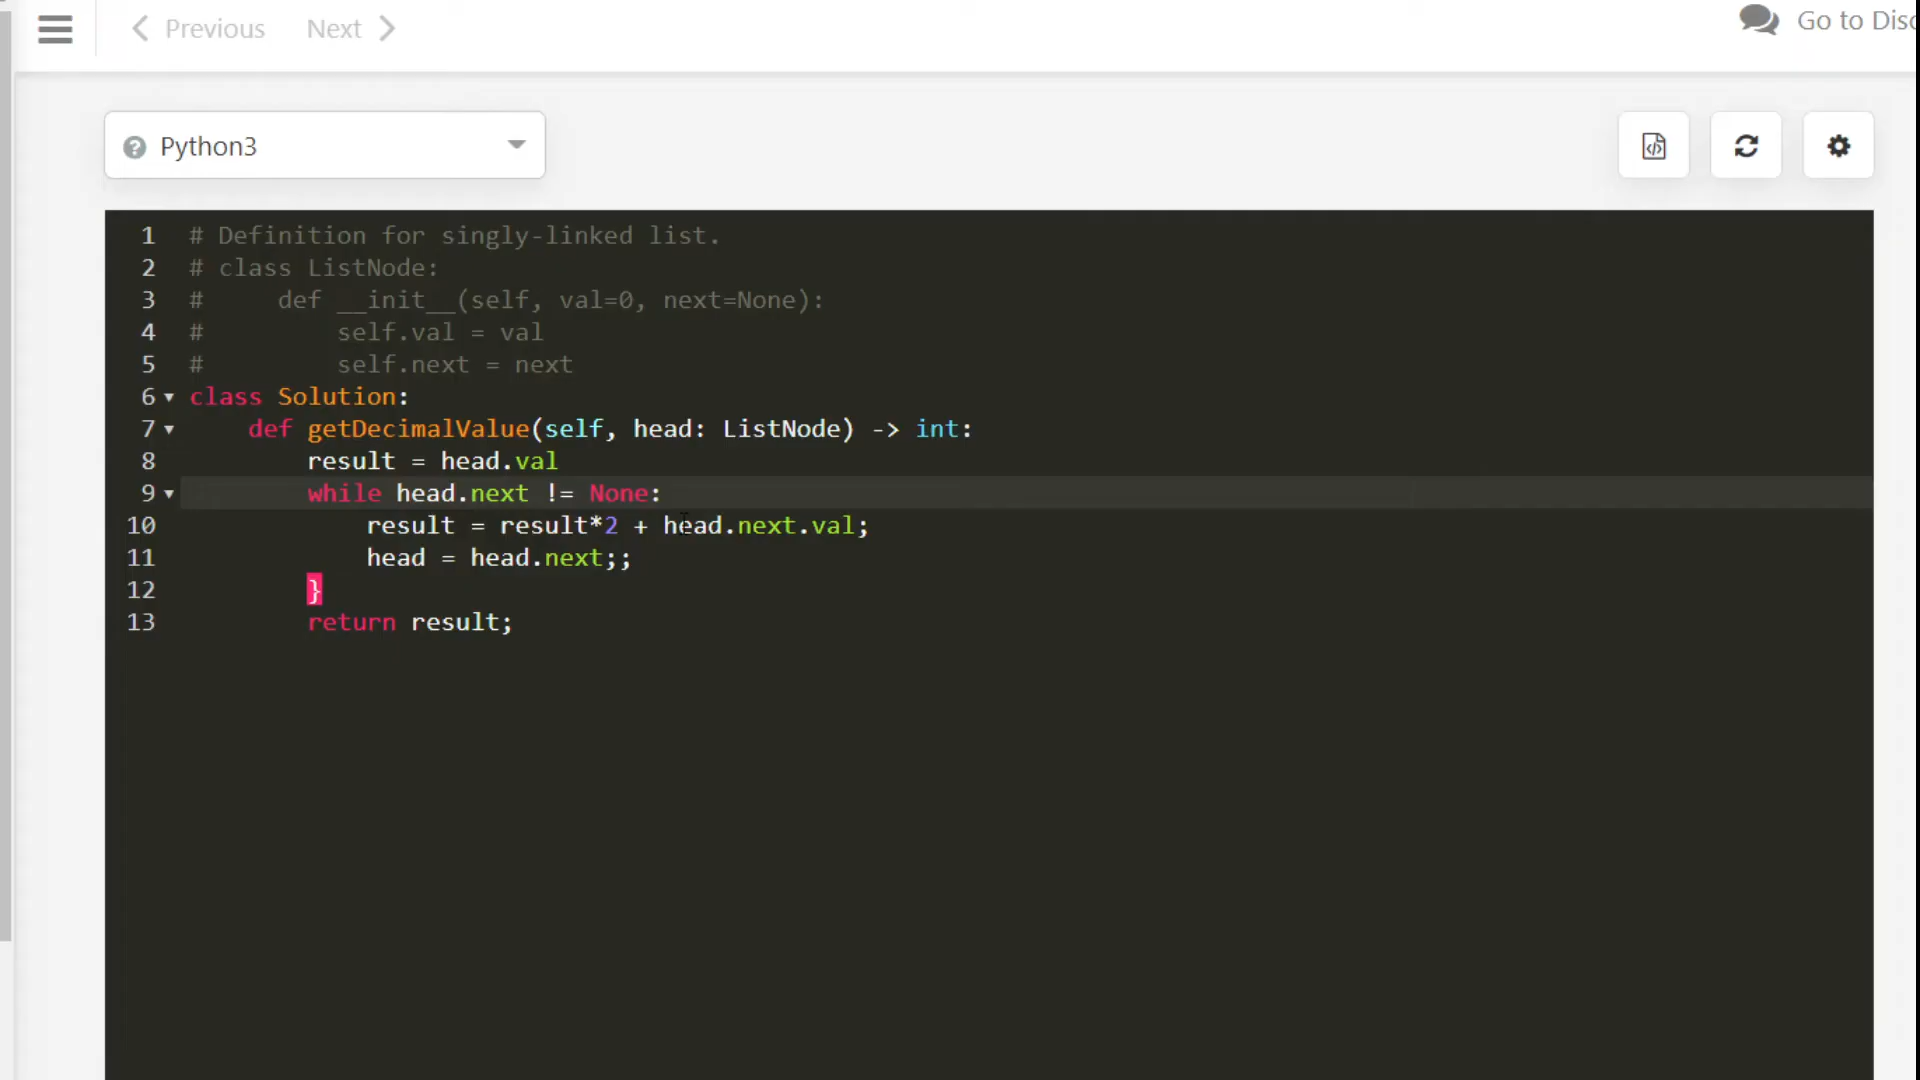 Previous Next Go to Disc
Python3
1 # Definition for singly-linked list.
2 # class ListNode:
3 #     def __init__(self, val=0, next=None):
4 #         self.val = val
5 #         self.next = next
6 class Solution:
7     def getDecimalValue(self, head: ListNode) -> int:
8         result = head.val
9         while head.next != None:
10             result = result*2 + head.next.val;
11             head = head.next;;
12         }
13         return result;